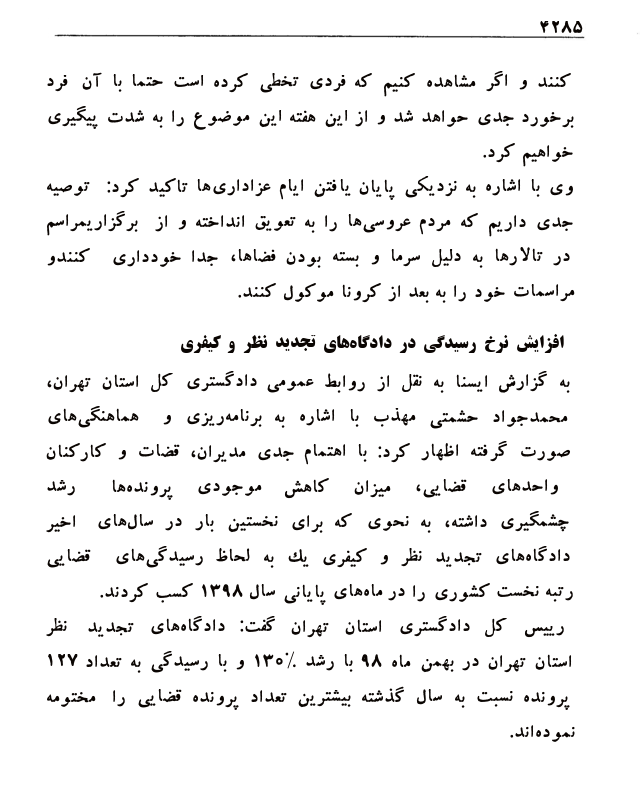 ۴۲۸۵
کنند و اگر مشاهده کنیم که فردی تخطی کرده است حتما با آن فرد
برخورد جدی حواهد شد و از این هفته این موضوع را به شدت پیگیری
خواهیم کرد.
وی با اشاره به نزدیکی پایان یافتن ایام عزاداری‌ها تاکید کرد: توصیه
جدی داریم که مردم عروسی‌ها را به تعویق انداخته و از برگزاریمراسم
در تالارها به دلیل سرما و بسته بودن فضاها، جدا خودداری کنندو
مراسمات خود را به بعد از کرونا موکول کنند.
افزایش نرخ رسیدگی در دادگاه‌های تجدید نظر و کیفری
به گزارش ایسنا به نقل از روابط عمومی دادگستری کل استان تهران،
محمدجواد حشمتی مهذب با اشاره به برنامه‌ریزی و هماهنگی‌های
صورت گرفته اظهار کرد: با اهتمام جدی مدیران، قضات و کارکنان
واحدهای قضایی، میزان کاهش موجودی پرونده‌ها رشد
چشمگیری داشته، به نحوی که برای نخستین بار در سال‌های اخیر
دادگاه‌های تجدید نظر و کیفری یك به لحاظ رسیدگی‌های قضایی
رتبه نخست کشوری را در ماه‌های پایانی سال ۱۳۹۸ کسب کردند.
رییس کل دادگستری استان تهران گفت: دادگاه‌های تجدید نظر
استان تهران در بهمن ماه ۹۸ با رشد ۱۳۰٪ و با رسیدگی به تعداد ۱۲۷
پرونده نسبت به سال گذشته بیشترین تعداد پرونده قضایی را مختومه
نموده‌اند.